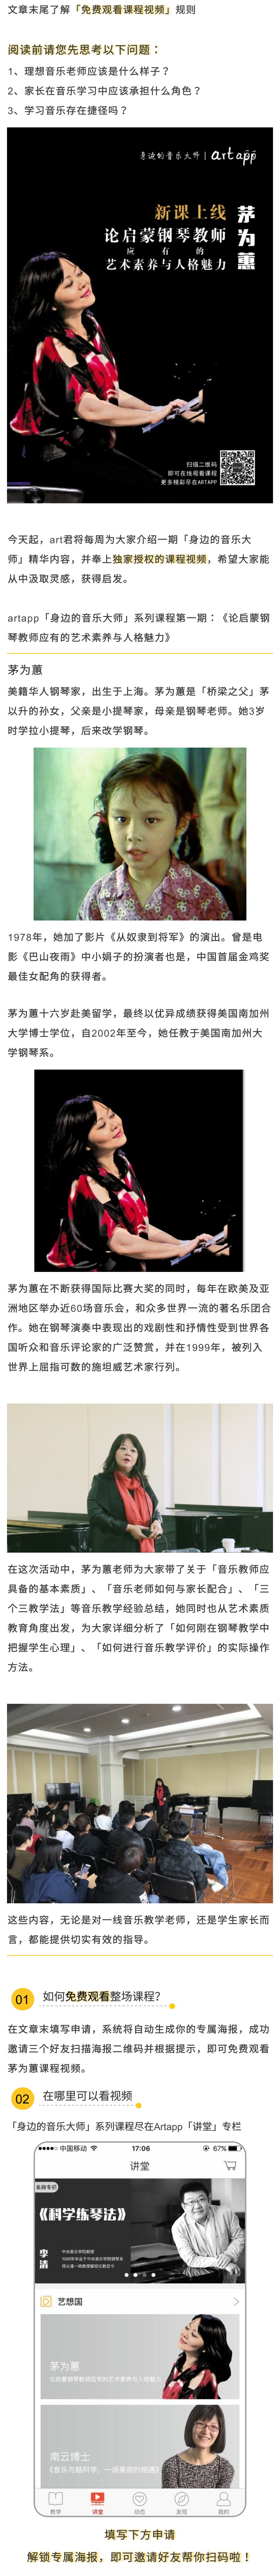 文章末尾了解「免费观看课程视频」规则
阅读前请您先思考以下问题：
1、理想音乐老师应该是什么样子？
2、家长在音乐学习中应该承担什么角色？
3、学习音乐存在捷径吗？
身边的音乐大师 | artapp
新课上线
茅为蕙
论启蒙钢琴教师
应有的
艺术素养与人格魅力
扫描二维码
即可在线观看课程
更多精彩尽在ARTAPP
今天起，art君将每周为大家介绍一期「身边的音乐大
师」精华内容，并奉上独家授权的课程视频，希望大家能
从中汲取灵感，获得启发。
artapp「身边的音乐大师」系列课程第一期：《论启蒙钢
琴教师应有的艺术素养与人格魅力》
茅为蕙
美籍华人钢琴家，出生于上海。茅为蕙是「桥梁之父」茅
以升的孙女，父亲是小提琴家，母亲是钢琴老师。她3岁
时学拉小提琴，后来改学钢琴。
1978年，她加了影片《从奴隶到将军》的演出。曾是电
影《巴山夜雨》中小娟子的扮演者也是，中国首届金鸡奖
最佳女配角的获得者。
茅为蕙十六岁赴美留学，最终以优异成绩获得美国南加州
大学博士学位，自2002年至今，她任教于美国南加州大
学钢琴系。
茅为蕙在不断获得国际比赛大奖的同时，每年在欧美及亚
洲地区举办近60场音乐会，和众多世界一流的著名乐团合
作。她在钢琴演奏中表现出的戏剧性和抒情性受到世界各
国听众和音乐评论家的广泛赞赏，并在1999年，被列入
世界上屈指可数的施坦威艺术家行列。
在这次活动中，茅为蕙老师为大家带了关于「音乐教师应
具备的基本素质」、「音乐老师如何与家长配合」、「三
个三教学法」等音乐教学经验总结，她同时也从艺术素质
教育角度出发，为大家详细分析了「如何刚在钢琴教学中
把握学生心理」、「如何进行音乐教学评价」的实际操作
方法。
这些内容，无论是对一线音乐教学老师，还是学生家长而
言，都能提供切实有效的指导。
01 如何免费观看整场课程？
在文章末填写申请，系统将自动生成你的专属海报，成功
邀请三个好友扫描海报二维码并根据提示，即可免费观看
茅为蕙课程视频。
02 在哪里可以看视频
「身边的音乐大师」系列课程尽在Artapp「讲堂」专栏
中国移动 17:06 67%
讲堂
名师专栏
《科学练琴法》
李清
中央音乐学院教授
艺想国
茅为蕙
论启蒙钢琴教师应有的艺术素养与人格魅力
南云博士
《音乐与脑科学，一场美丽的相遇》
教学 讲堂 动态 发现 我的
填写下方申请
解锁专属海报，即可邀请好友帮你扫码啦！